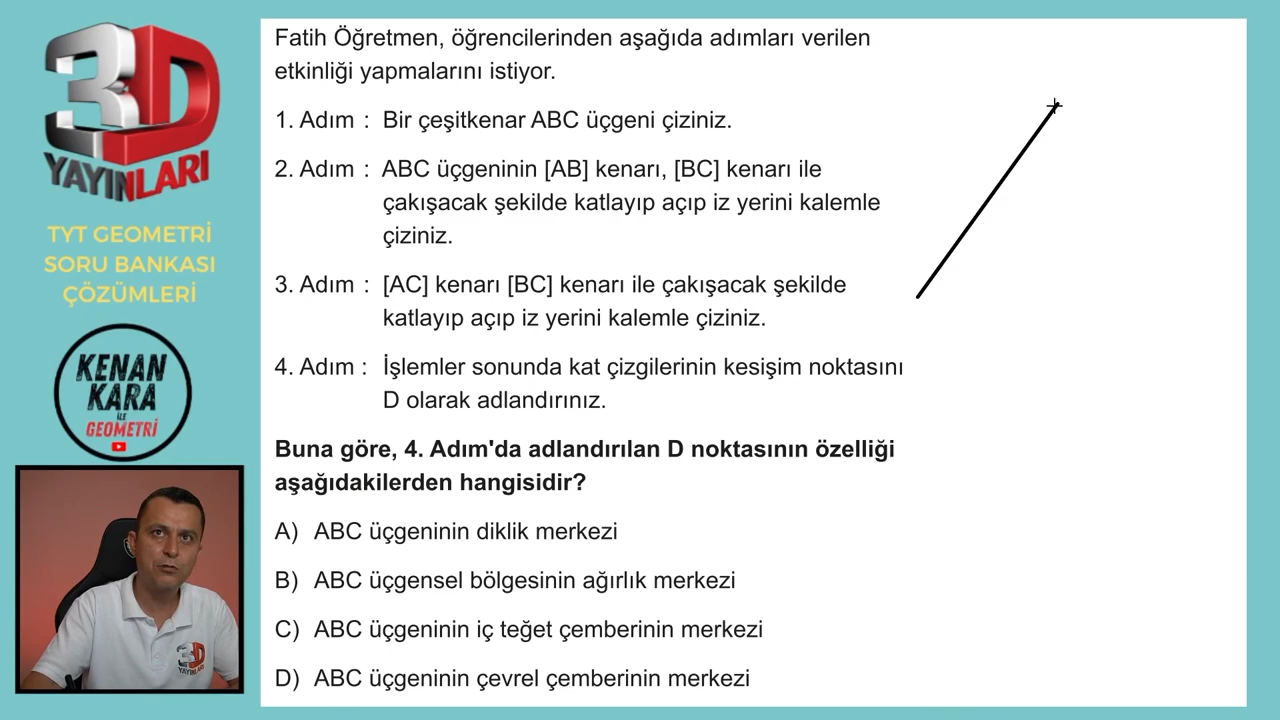 3D
YAYINLARI
TYT GEOMETRİ
SORU BANKASI
ÇÖZÜMLERİ
KENAN
KARA
İLE
GEOMETRİ
3D
YAYINLARI
Fatih Öğretmen, öğrencilerinden aşağıda adımları verilen
etkinliği yapmalarını istiyor.
1. Adım : Bir çeşitkenar ABC üçgeni çiziniz.
2. Adım : ABC üçgeninin [AB] kenarı, [BC] kenarı ile
çakışacak şekilde katlayıp açıp iz yerini kalemle
çiziniz.
3. Adım : [AC] kenarı [BC] kenarı ile çakışacak şekilde
katlayıp açıp iz yerini kalemle çiziniz.
4. Adım : İşlemler sonunda kat çizgilerinin kesişim noktasını
D olarak adlandırınız.
Buna göre, 4. Adım'da adlandırılan D noktasının özelliği
aşağıdakilerden hangisidir?
A) ABC üçgeninin diklik merkezi
B) ABC üçgensel bölgesinin ağırlık merkezi
C) ABC üçgeninin iç teğet çemberinin merkezi
D) ABC üçgeninin çevrel çemberinin merkezi